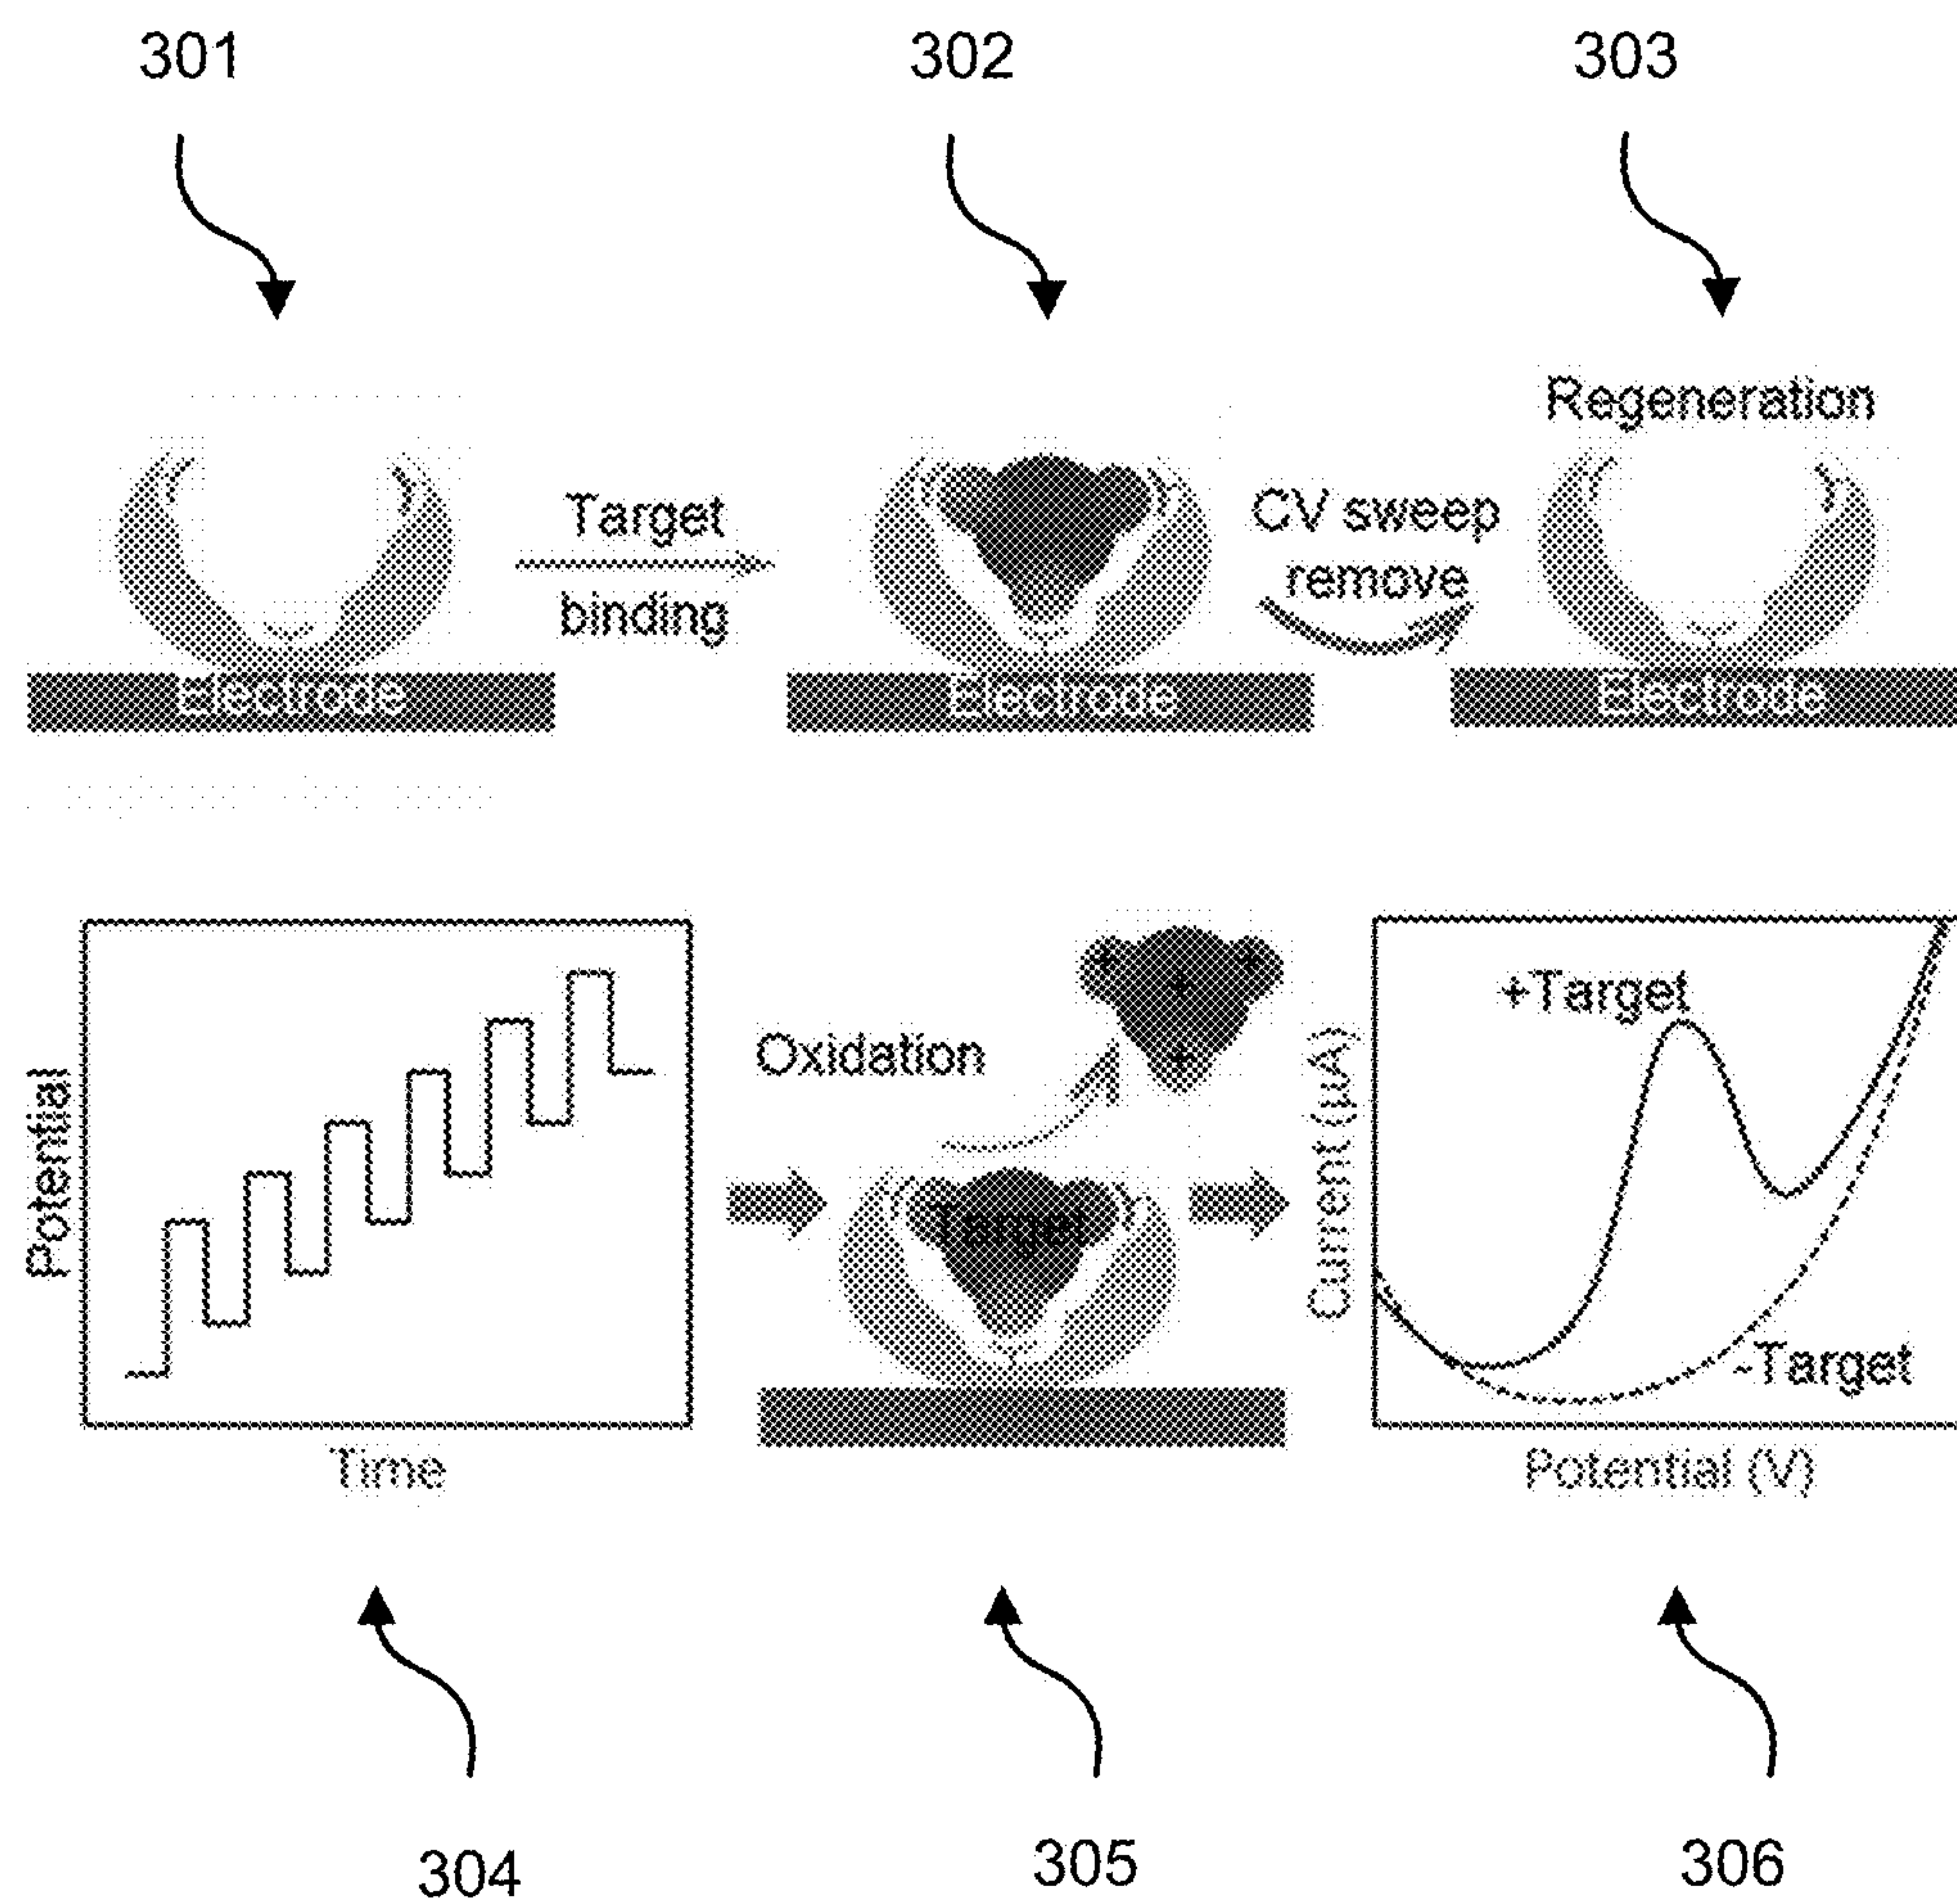 301
302
303
Regeneration
Target
binding
CV sweep
remove
Electrode
Electrode
Electrode
Potential
Time
Oxidation
+ + + +
Target
Current (µA)
+Target
-Target
Potential (V)
304
305
306